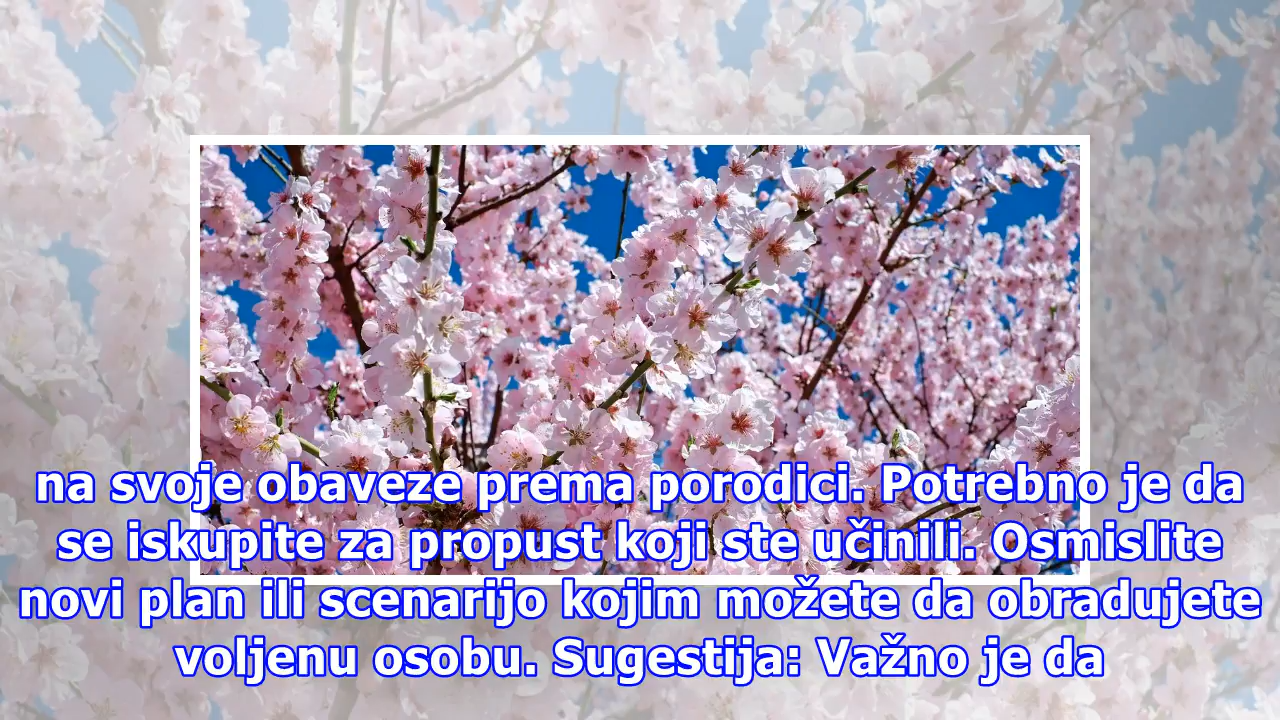 na svoje obaveze prema porodici. Potrebno je da
se iskupite za propust koji ste učinili. Osmislite
novi plan ili scenarijo kojim možete da obradujete
voljenu osobu. Sugestija: Važno je da